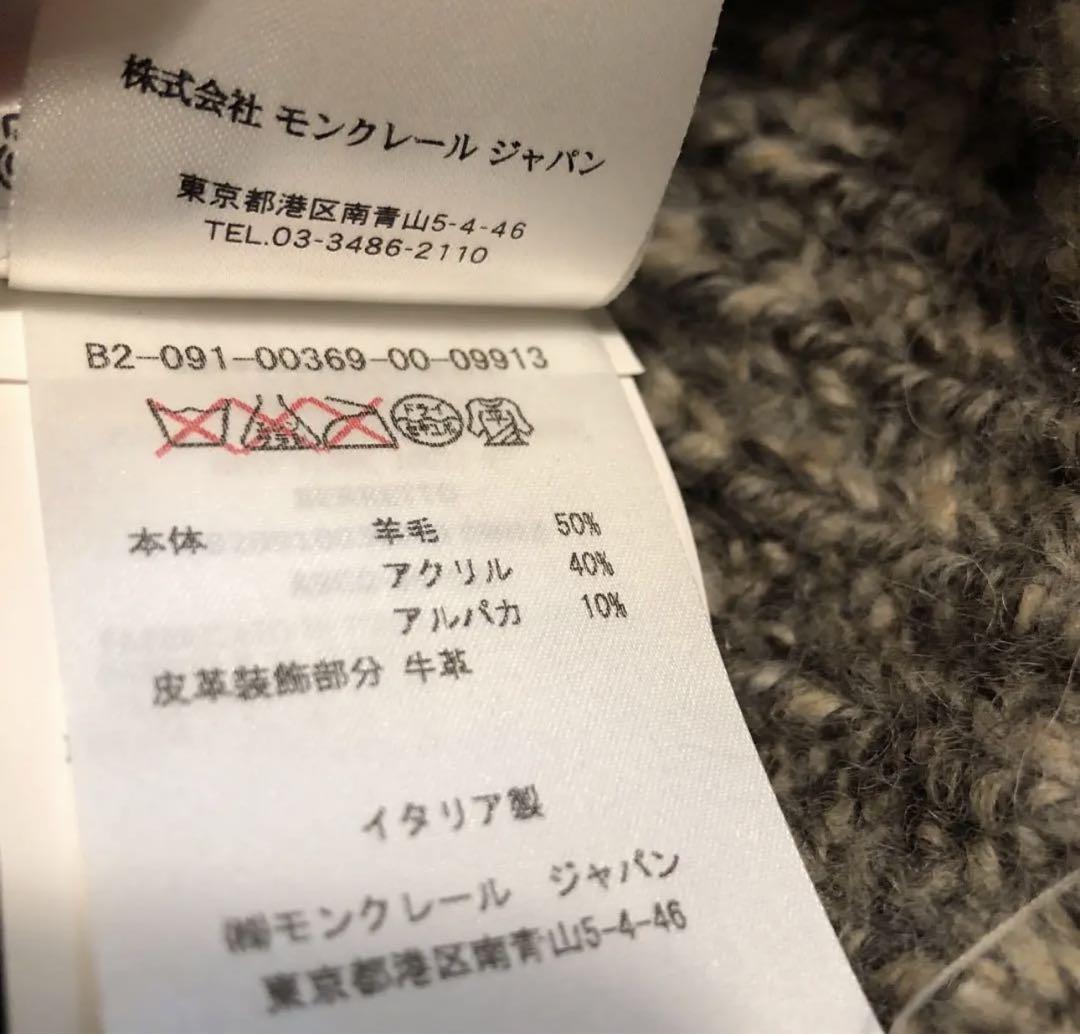 株式会社 モンクレール ジャパン
東京都港区南青山5-4-46
TEL.03-3486-2110
B2-091-00369-00-09913
本体 羊毛 50%
アクリル 40%
アルパカ 10%
皮革装飾部分 牛革
イタリア製
㈱モンクレール ジャパン
東京都港区南青山5-4-46